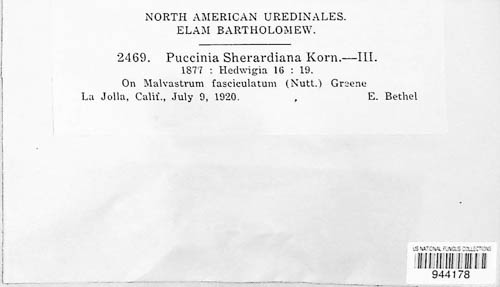 NORTH AMERICAN UREDINALES.
ELAM BARTHOLOMEW.
2469. Puccinia Sherardiana Korn.—III.
1877 : Hedwigia 16 : 19.
On Malvastrum fasciculatum (Nutt.) Greene
La Jolla, Calif., July 9, 1920. E. Bethel
US NATIONAL FUNGUS COLLECTIONS
944178